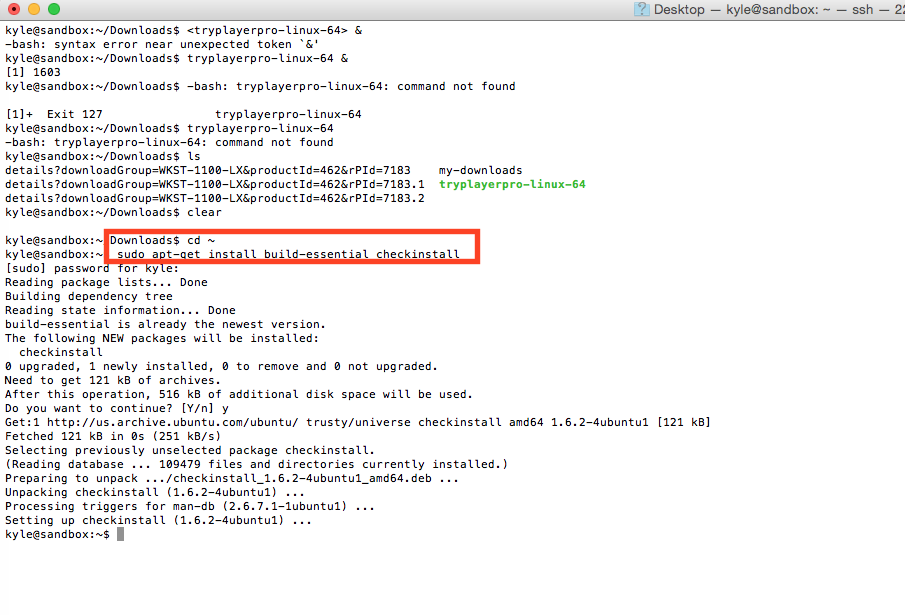 Desktop — kyle@sandbox: ~ — ssh — 22
kyle@sandbox:~/Downloads$ <tryplayerpro-linux-64> &
-bash: syntax error near unexpected token `&'
kyle@sandbox:~/Downloads$ tryplayerpro-linux-64 &
[1] 1603
kyle@sandbox:~/Downloads$ -bash: tryplayerpro-linux-64: command not found
[1]+  Exit 127                tryplayerpro-linux-64
kyle@sandbox:~/Downloads$ tryplayerpro-linux-64
-bash: tryplayerpro-linux-64: command not found
kyle@sandbox:~/Downloads$ ls
details?downloadGroup=WKST-1100-LX&productId=462&rPId=7183    my-downloads
details?downloadGroup=WKST-1100-LX&productId=462&rPId=7183.1  tryplayerpro-linux-64
details?downloadGroup=WKST-1100-LX&productId=462&rPId=7183.2
kyle@sandbox:~/Downloads$ clear
kyle@sandbox:~ Downloads$ cd ~
kyle@sandbox:~ sudo apt-get install build-essential checkinstall
[sudo] password for kyle:
Reading package lists... Done
Building dependency tree
Reading state information... Done
build-essential is already the newest version.
The following NEW packages will be installed:
  checkinstall
0 upgraded, 1 newly installed, 0 to remove and 0 not upgraded.
Need to get 121 kB of archives.
After this operation, 516 kB of additional disk space will be used.
Do you want to continue? [Y/n] y
Get:1 http://us.archive.ubuntu.com/ubuntu/ trusty/universe checkinstall amd64 1.6.2-4ubuntu1 [121 kB]
Fetched 121 kB in 0s (251 kB/s)
Selecting previously unselected package checkinstall.
(Reading database ... 109479 files and directories currently installed.)
Preparing to unpack .../checkinstall_1.6.2-4ubuntu1_amd64.deb ...
Unpacking checkinstall (1.6.2-4ubuntu1) ...
Processing triggers for man-db (2.6.7.1-1ubuntu1) ...
Setting up checkinstall (1.6.2-4ubuntu1) ...
kyle@sandbox:~$